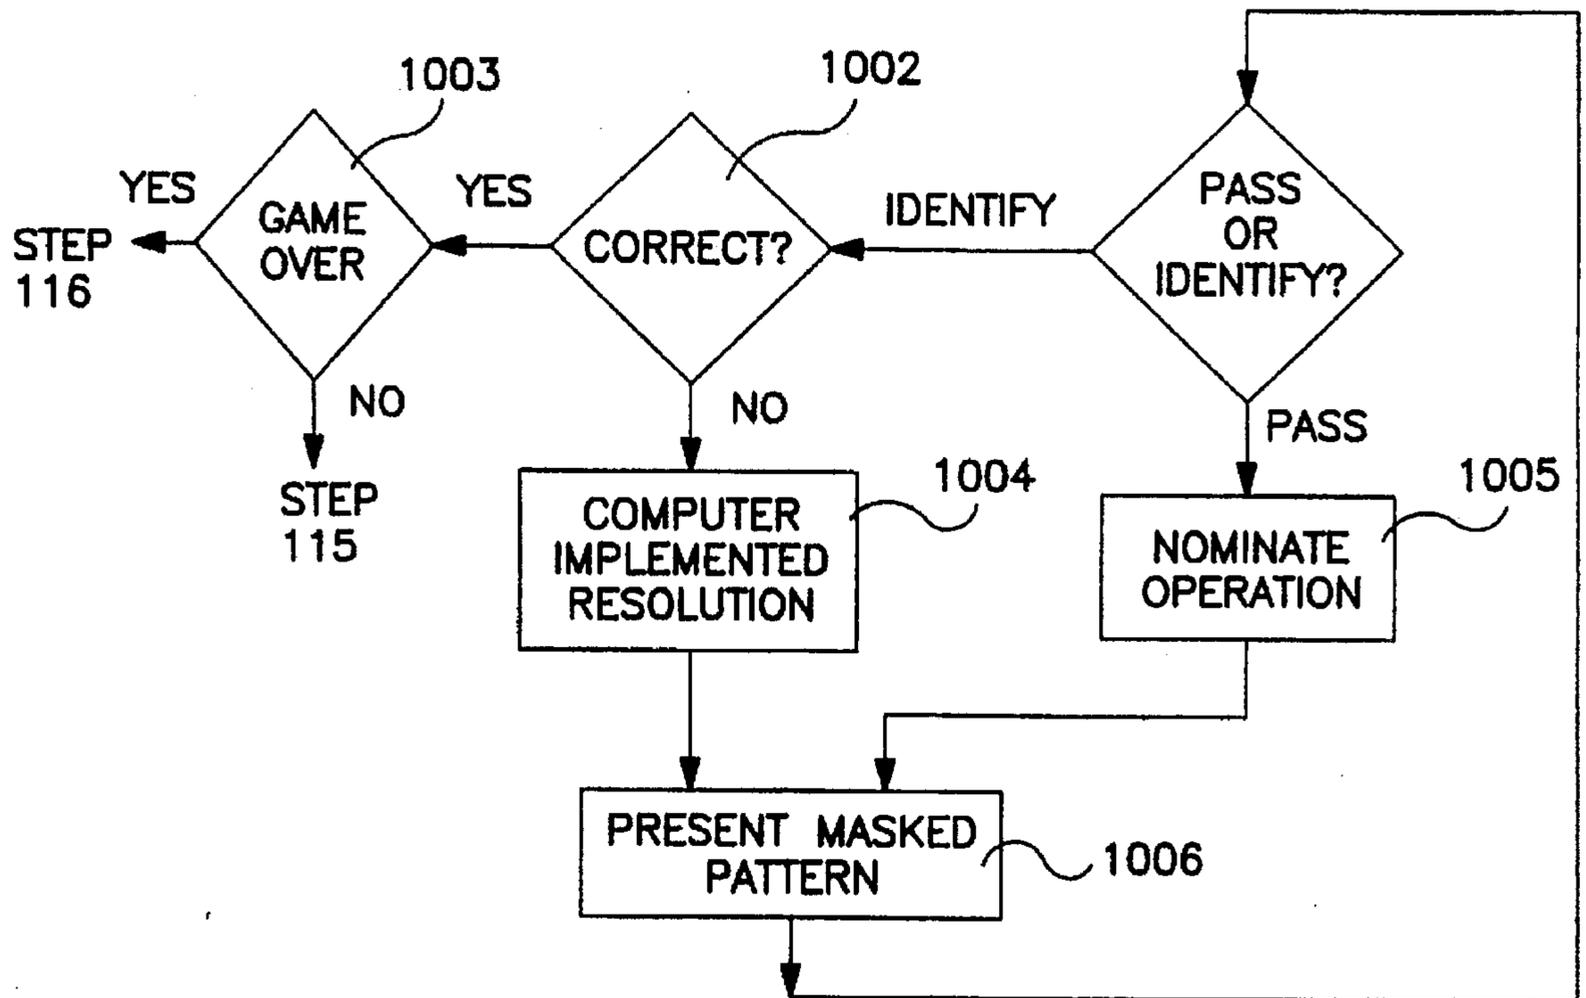 1003
1002
YES
GAME
OVER
STEP
116
YES
CORRECT?
IDENTIFY
PASS
OR
IDENTIFY?
NO
STEP
115
NO
PASS
COMPUTER
IMPLEMENTED
RESOLUTION
1004
NOMINATE
OPERATION
1005
PRESENT MASKED
PATTERN
1006